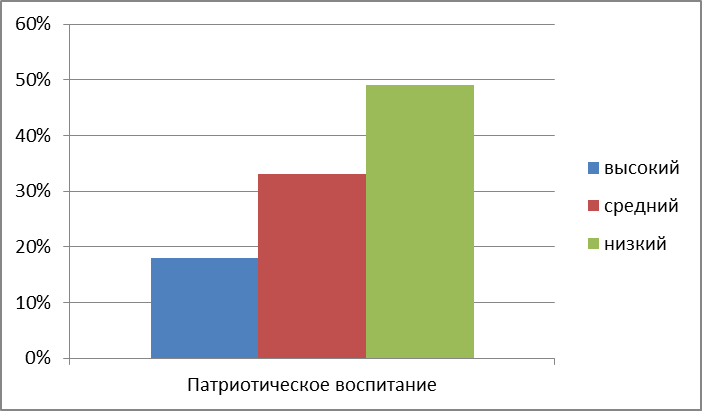 60%
50%
40%
30%
20%
10%
0%
Патриотическое воспитание
высокий
средний
низкий